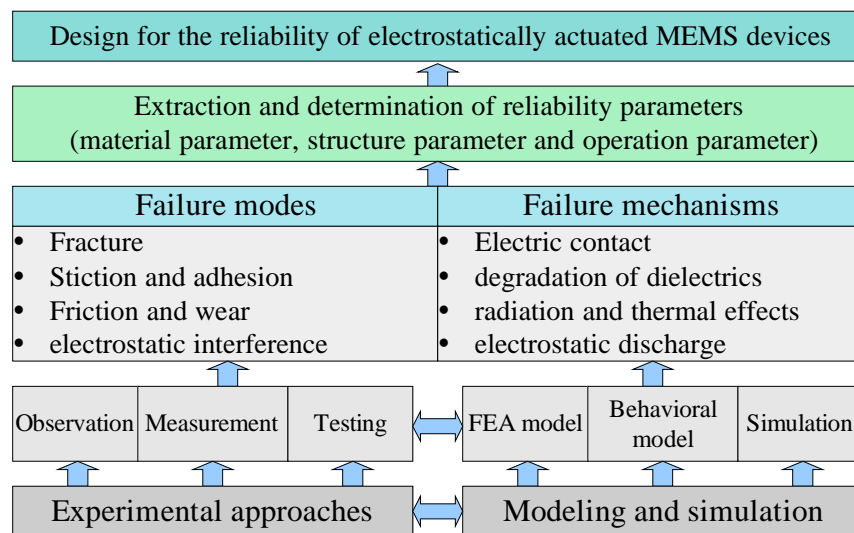 Design for the reliability of electrostatically actuated MEMS devices
Extraction and determination of reliability parameters
(material parameter, structure parameter and operation parameter)
Failure modes
• Fracture
• Stiction and adhesion
• Friction and wear
• electrostatic interference
Failure mechanisms
• Electric contact
• degradation of dielectrics
• radiation and thermal effects
• electrostatic discharge
Observation
Measurement
Testing
FEA model
Behavioral
model
Simulation
Experimental approaches
Modeling and simulation